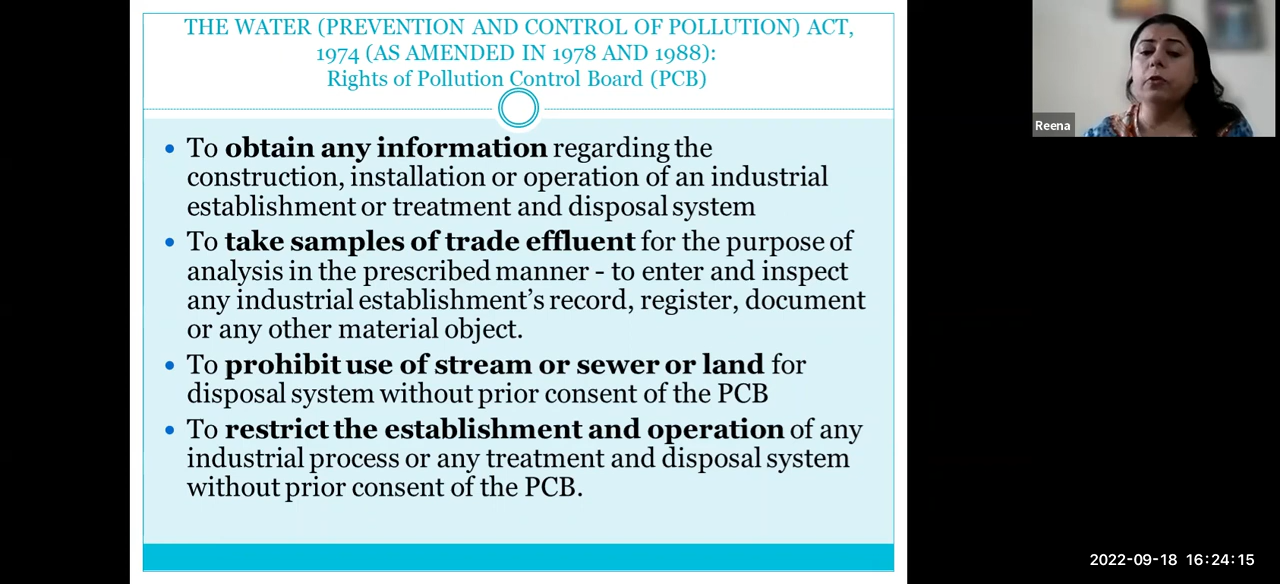 THE WATER (PREVENTION AND CONTROL OF POLLUTION) ACT,
1974 (AS AMENDED IN 1978 AND 1988):
Rights of Pollution Control Board (PCB)
Reena
• To obtain any information regarding the
construction, installation or operation of an industrial
establishment or treatment and disposal system
• To take samples of trade effluent for the purpose of
analysis in the prescribed manner - to enter and inspect
any industrial establishment’s record, register, document
or any other material object.
• To prohibit use of stream or sewer or land for
disposal system without prior consent of the PCB
• To restrict the establishment and operation of any
industrial process or any treatment and disposal system
without prior consent of the PCB.
2022-09-18 16:24:15